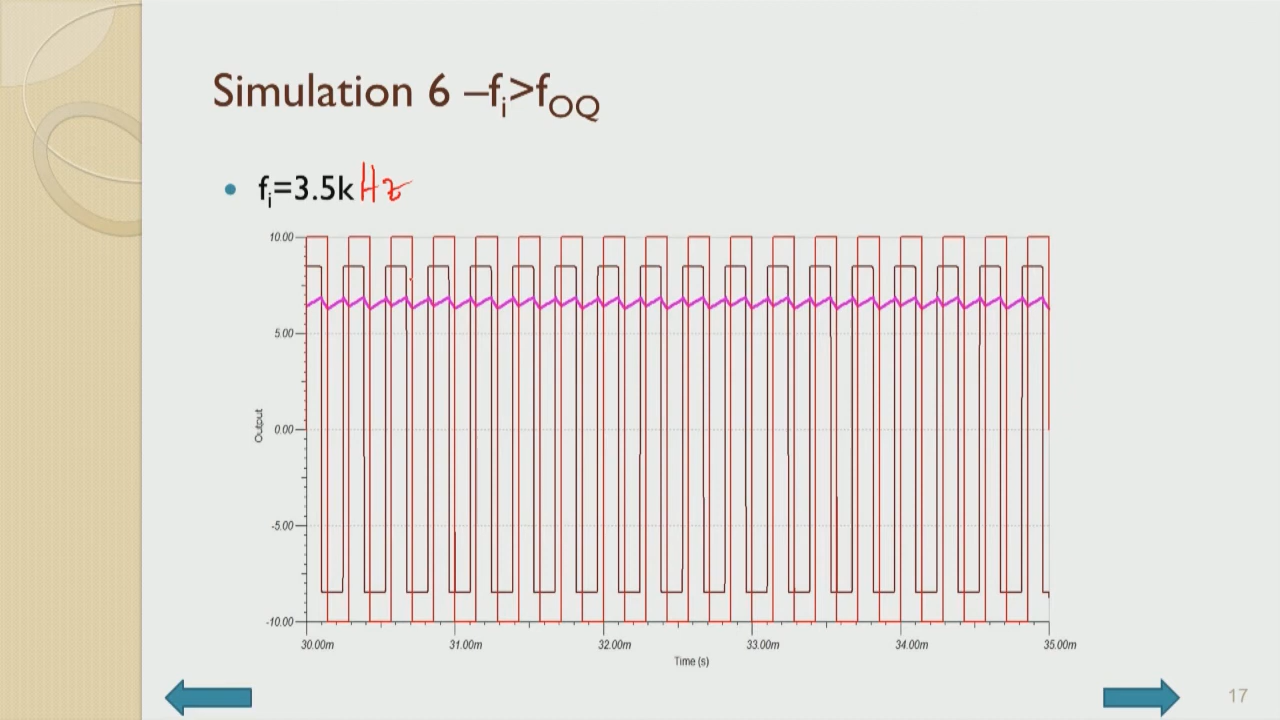 Simulation 6 –fi>fOQ
• fi=3.5kHz
10.00
5.00
0.00
-5.00
-10.00
Output
30.00m 31.00m 32.00m 33.00m 34.00m 35.00m
Time (s)
17